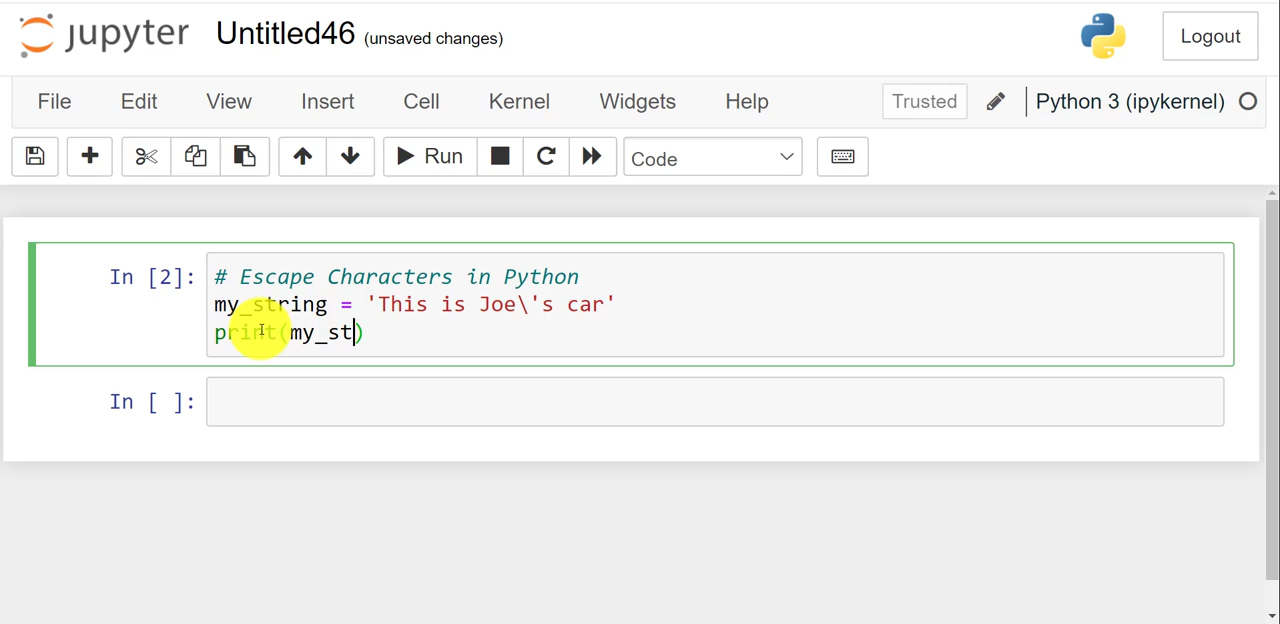 jupyter Untitled46 (unsaved changes) Logout
File Edit View Insert Cell Kernel Widgets Help Trusted Python 3 (ipykernel)
Run Code
In [2]: # Escape Characters in Python
my_string = 'This is Joe\'s car'
print(my_st)
In [ ]: